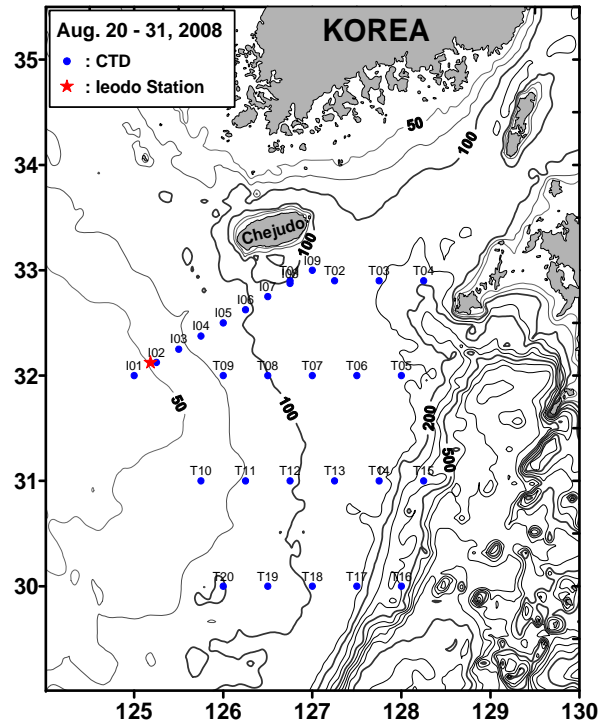 Aug. 20 - 31, 2008
: CTD
: Ieodo Station
KOREA
35
34
33
32
31
30
50
100
Chejudo
100
I09
T01
T02
T03
T04
I07
I06
I05
I04
I03
I02
I01
T09
T08
T07
T06
T05
50
100
200
500
T10
T11
T12
T13
T14
T15
T20
T19
T18
T17
T16
125
126
127
128
129
130